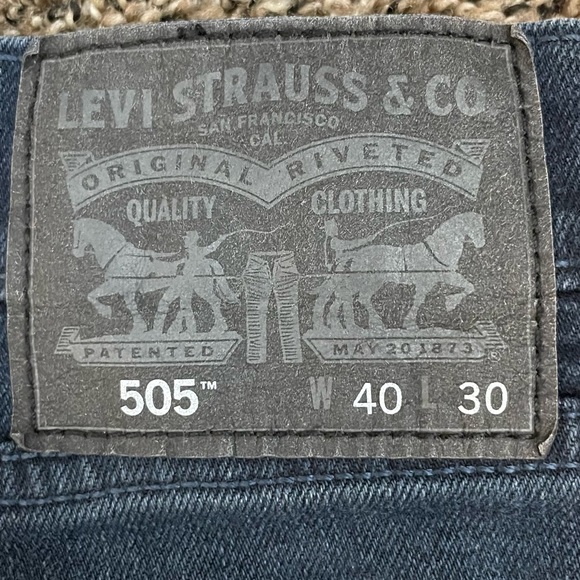 LEVI STRAUSS & CO.
SAN FRANCISCO
CAL.
ORIGINAL RIVETED
QUALITY CLOTHING
PATENTED MAY 20 1873
505™ W 40 L 30